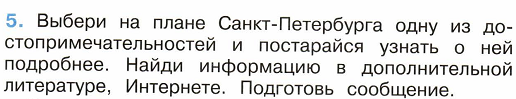 5. Выбери на плане Санкт-Петербурга одну из до-
стопримечательностей и постарайся узнать о ней
подробнее. Найди информацию в дополнительной
литературе, Интернете. Подготовь сообщение.